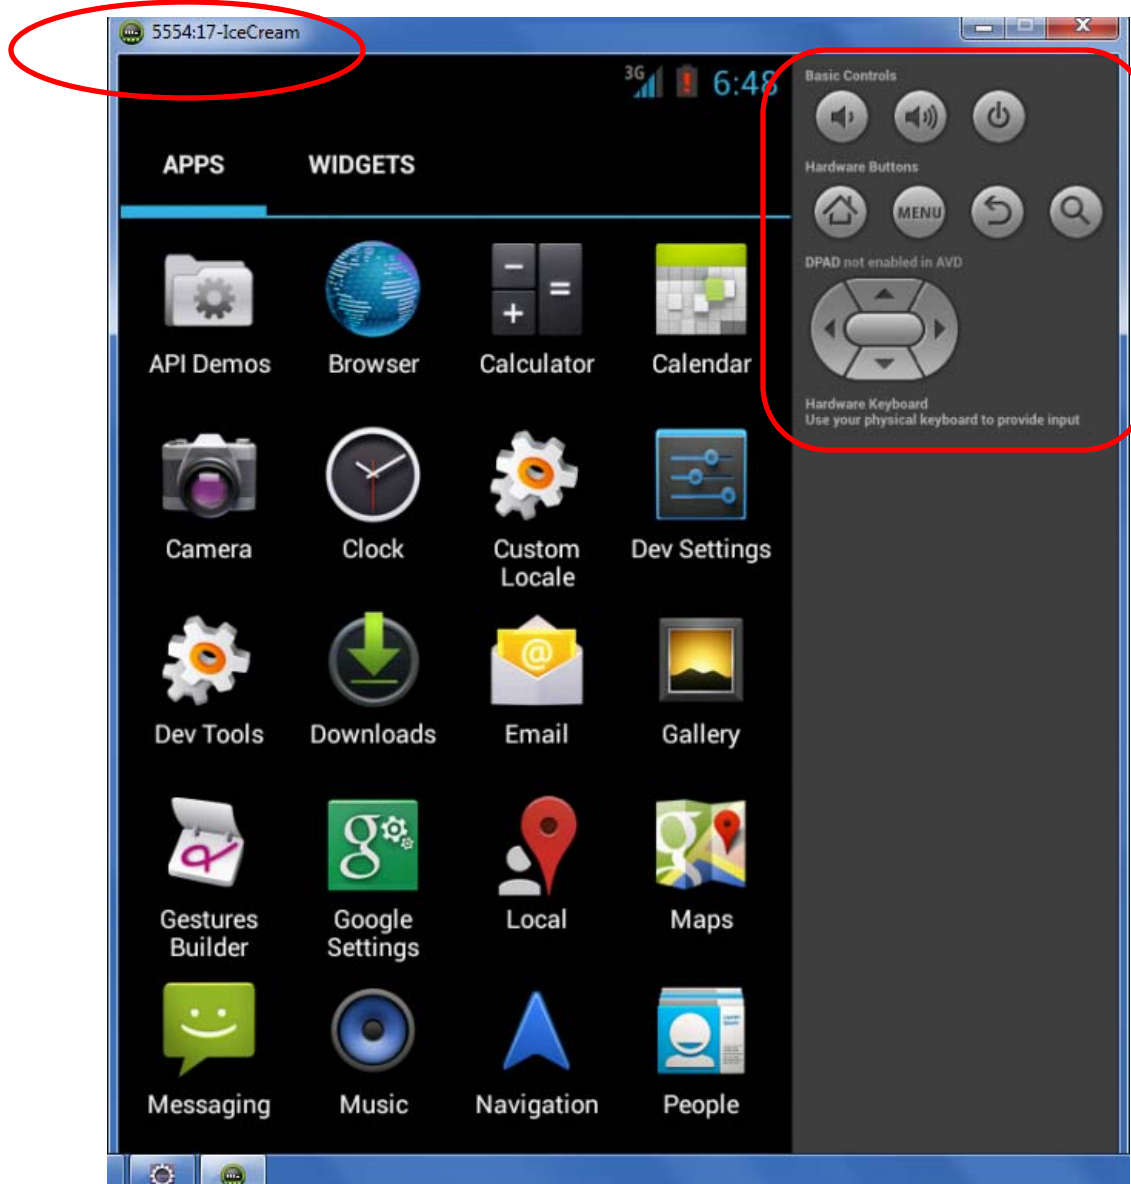 5554:17-IceCream
3G 6:48
APPS WIDGETS
Basic Controls
Hardware Buttons
MENU
DPAD not enabled in AVD
Hardware Keyboard
Use your physical keyboard to provide input
API Demos Browser Calculator Calendar
Camera Clock Custom Dev Settings
Locale
Dev Tools Downloads Email Gallery
Gestures Google Local Maps
Builder Settings
Messaging Music Navigation People